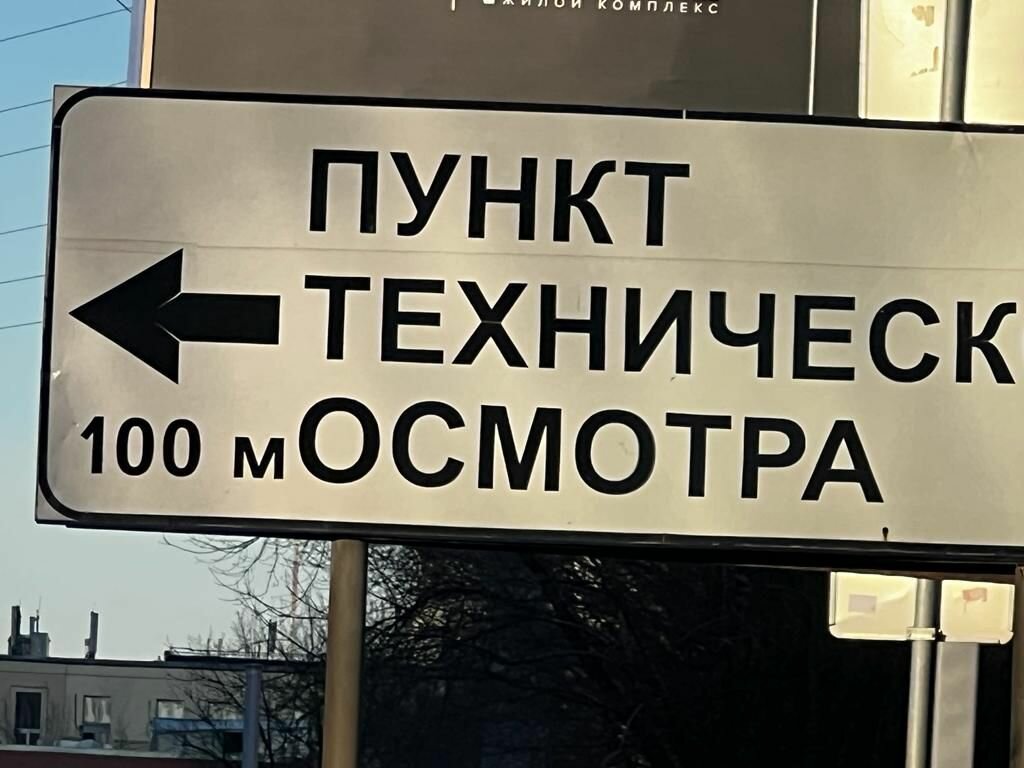 ЖИЛОЙ КОМПЛЕКС
ПУНКТ
ТЕХНИЧЕСК
100 м ОСМОТРА